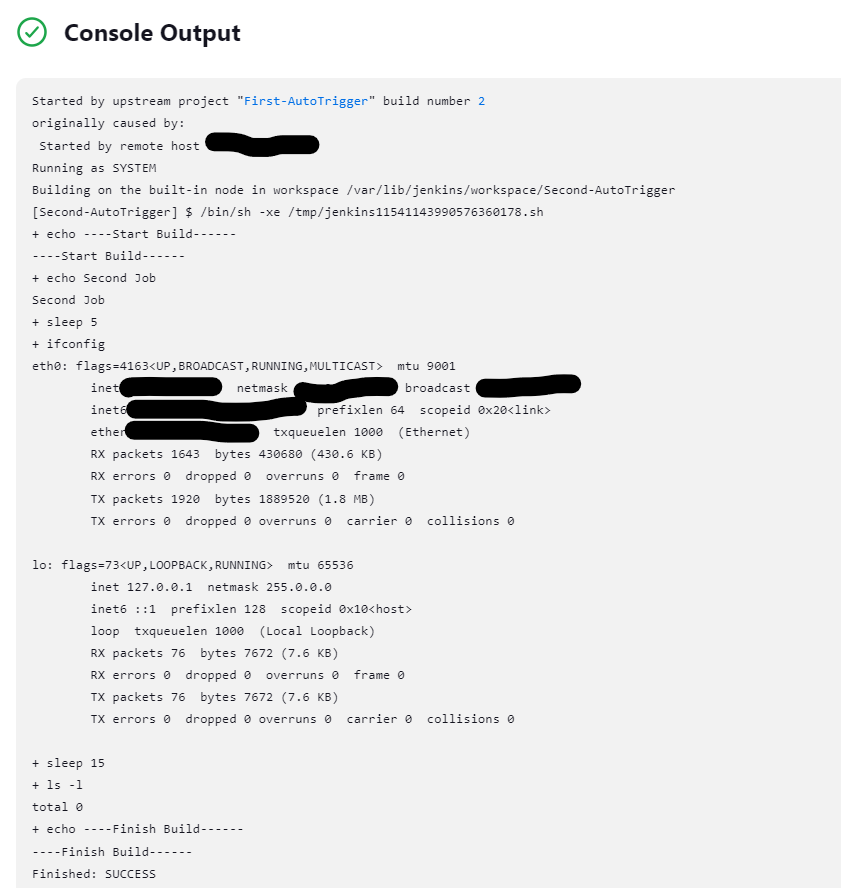 Console Output
Started by upstream project "First-AutoTrigger" build number 2
originally caused by:
Started by remote host
Running as SYSTEM
Building on the built-in node in workspace /var/lib/jenkins/workspace/Second-AutoTrigger
[Second-AutoTrigger] $ /bin/sh -xe /tmp/jenkins11541143990576360178.sh
+ echo ----Start Build------
----Start Build------
+ echo Second Job
Second Job
+ sleep 5
+ ifconfig
eth0: flags=4163<UP,BROADCAST,RUNNING,MULTICAST>  mtu 9001
inet netmask broadcast
inet6 prefixlen 64  scopeid 0x20<link>
ether txqueuelen 1000  (Ethernet)
RX packets 1643  bytes 430680 (430.6 KB)
RX errors 0  dropped 0  overruns 0  frame 0
TX packets 1920  bytes 1889520 (1.8 MB)
TX errors 0  dropped 0 overruns 0  carrier 0  collisions 0
lo: flags=73<UP,LOOPBACK,RUNNING>  mtu 65536
inet 127.0.0.1  netmask 255.0.0.0
inet6 ::1  prefixlen 128  scopeid 0x10<host>
loop  txqueuelen 1000  (Local Loopback)
RX packets 76  bytes 7672 (7.6 KB)
RX errors 0  dropped 0  overruns 0  frame 0
TX packets 76  bytes 7672 (7.6 KB)
TX errors 0  dropped 0 overruns 0  carrier 0  collisions 0
+ sleep 15
+ ls -l
total 0
+ echo ----Finish Build------
----Finish Build------
Finished: SUCCESS